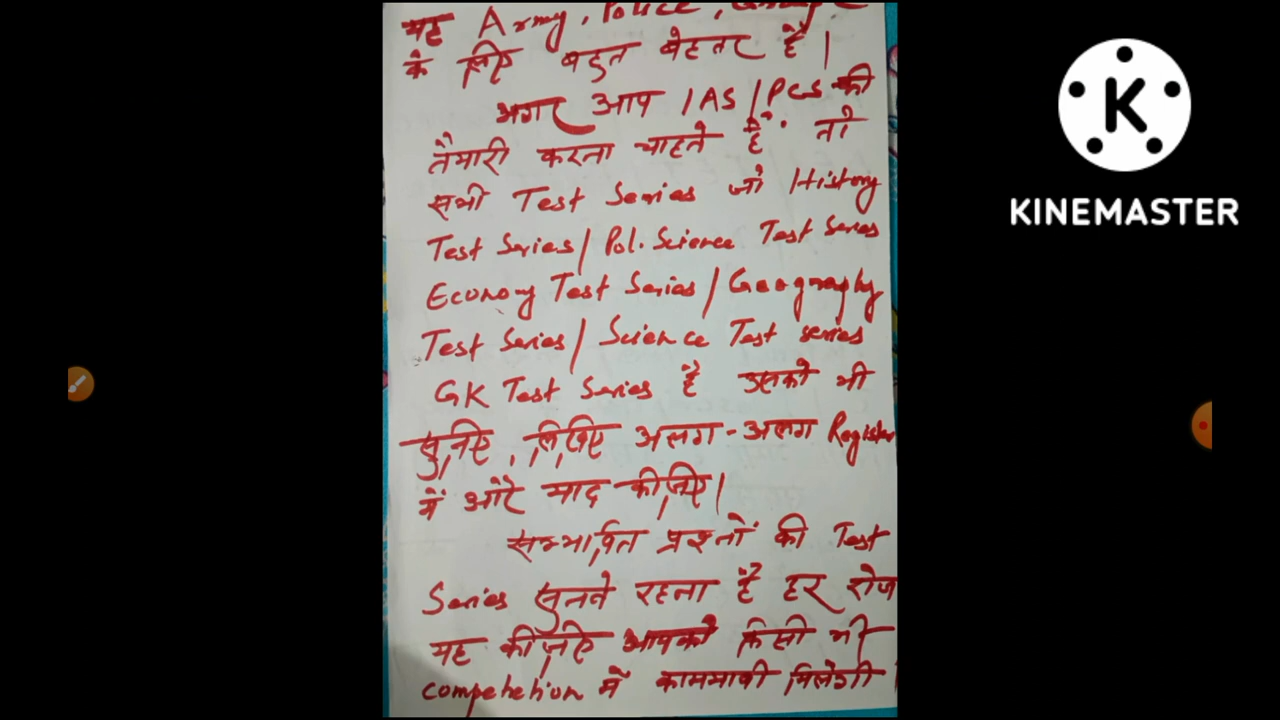 यह Army, Police,
के लिए बहुत बेहतर है।
अगर आप IAS/PCS की
तैयारी करना चाहते हैं. तो
सभी Test Series जो History
Test Series/ Pol. Science Test Series
Economy Test Series/ Geography
Test Series/ Science Test series
GK Test Series है उसको भी
सुनिए, लिखिए अलग-अलग Register
में और याद कीजिए।
सम्भावित प्रश्नों की Test
Series सुनते रहना है हर रोज
यह कीजिए आपको किसी भी
competetion में कामयाबी मिलेगी।
K
KINEMASTER